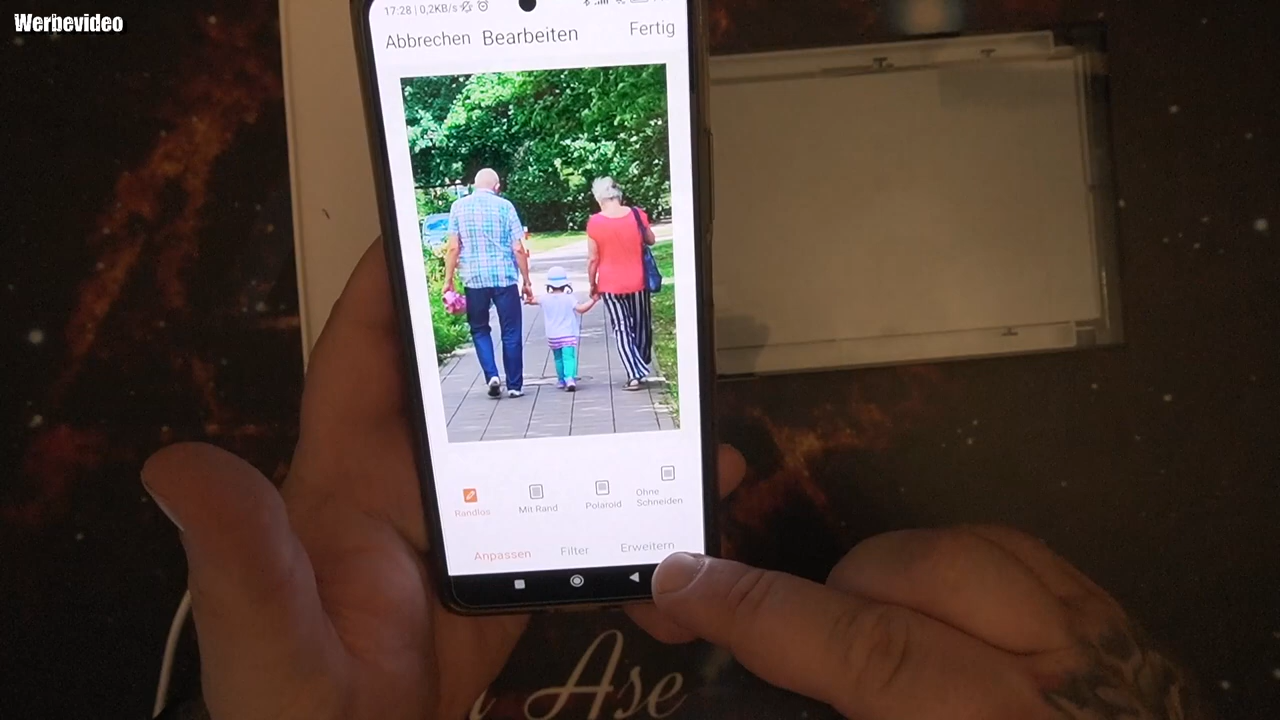 Werbevideo
17:28 | 0,2KB/s
Abbrechen Bearbeiten Fertig
Randlos Mit Rand Polaroid Ohne Schneiden
Anpassen Filter Erweitern
Ase